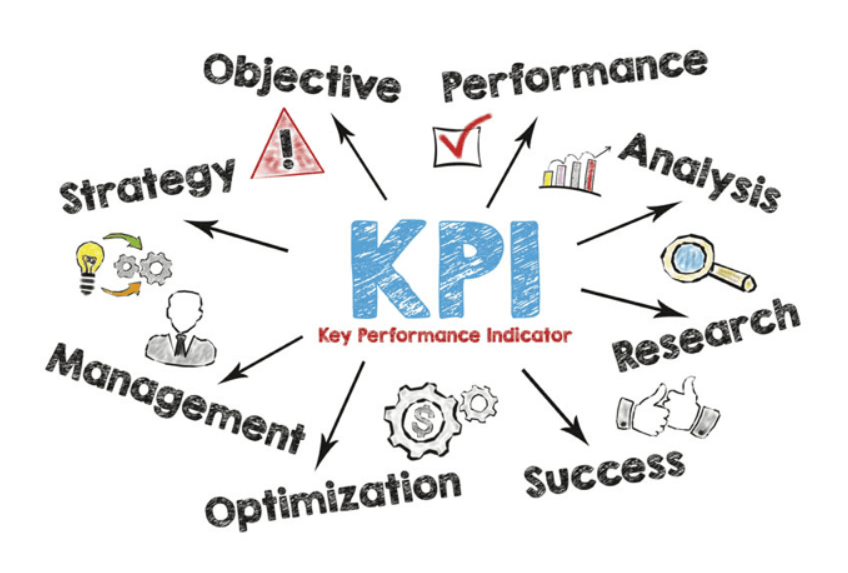 Objective
Performance
Strategy
Analysis
KPI
Key Performance Indicator
Research
Management
Optimization
$
Success